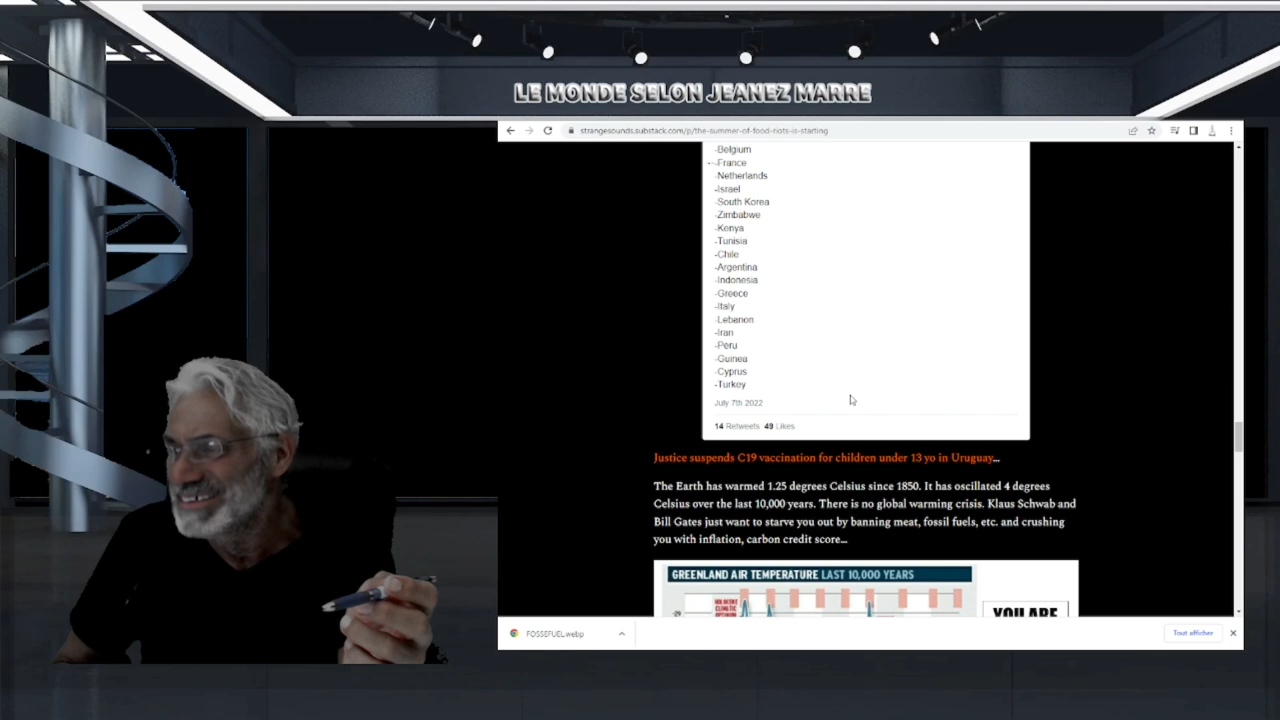 LE MONDE SELON JEANEZ MARRE
strangesounds.substack.com/p/the-summer-of-food-riots-is-starting
-Belgium
-France
-Netherlands
-Israel
-South Korea
-Zimbabwe
-Kenya
-Tunisia
-Chile
-Argentina
-Indonesia
-Greece
-Italy
-Lebanon
-Iran
-Peru
-Guinea
-Cyprus
-Turkey
July 7th 2022
14 Retweets 49 Likes
Justice suspends C19 vaccination for children under 13 yo in Uruguay...
The Earth has warmed 1.25 degrees Celsius since 1850. It has oscillated 4 degrees
Celsius over the last 10,000 years. There is no global warming crisis. Klaus Schwab and
Bill Gates just want to starve you out by banning meat, fossil fuels, etc. and crushing
you with inflation, carbon credit score...
GREENLAND AIR TEMPERATURE LAST 10,000 YEARS
HOLOCENE
CLIMATIC
OPTIMUM
-29
YOU ARE
FOSSEFUEL.webp
Tout afficher